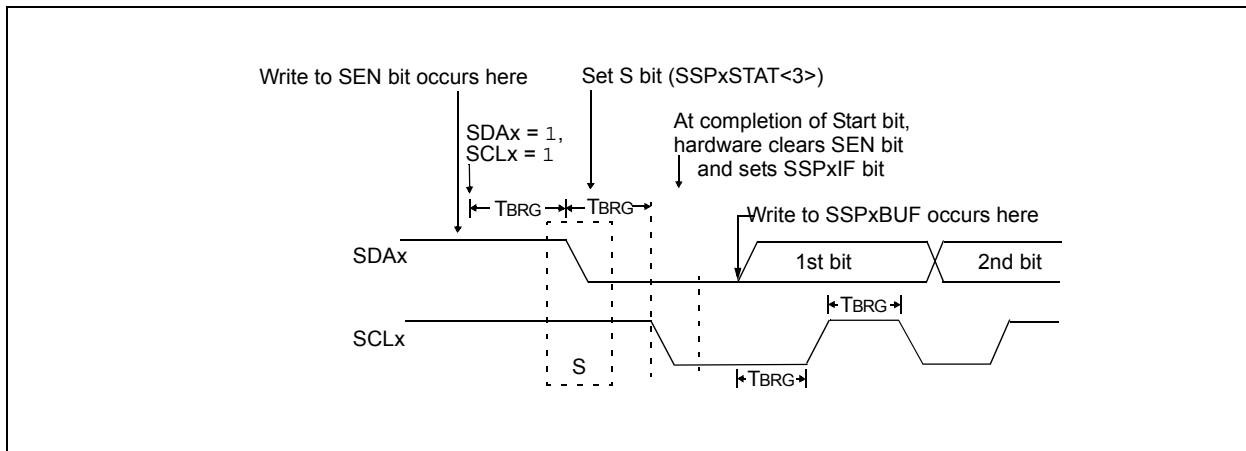 Write to SEN bit occurs here
Set S bit (SSPxSTAT<3>)
SDAx = 1,
SCLx = 1
At completion of Start bit,
hardware clears SEN bit
and sets SSPxIF bit
TBRG
TBRG
Write to SSPxBUF occurs here
SDAx
1st bit
2nd bit
TBRG
SCLx
S
TBRG